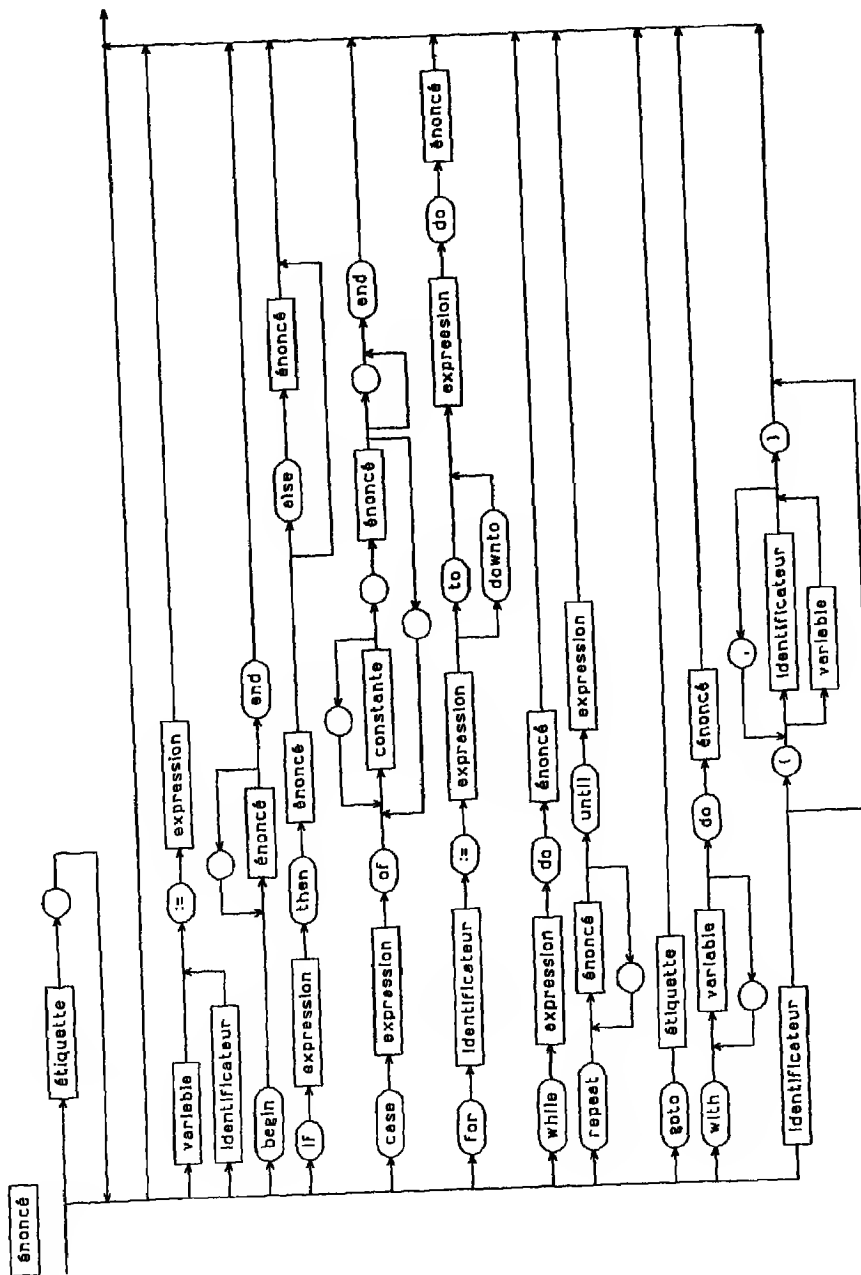 énoncé
étiquette
variable := expression
identificateur
begin énoncé end
if expression then énoncé else énoncé
case expression of constante énoncé end
for identificateur := expression to expression do énoncé
downto
while expression do énoncé
repeat énoncé until expression
goto étiquette
with variable do énoncé
identificateur ( identificateur )
,
variable